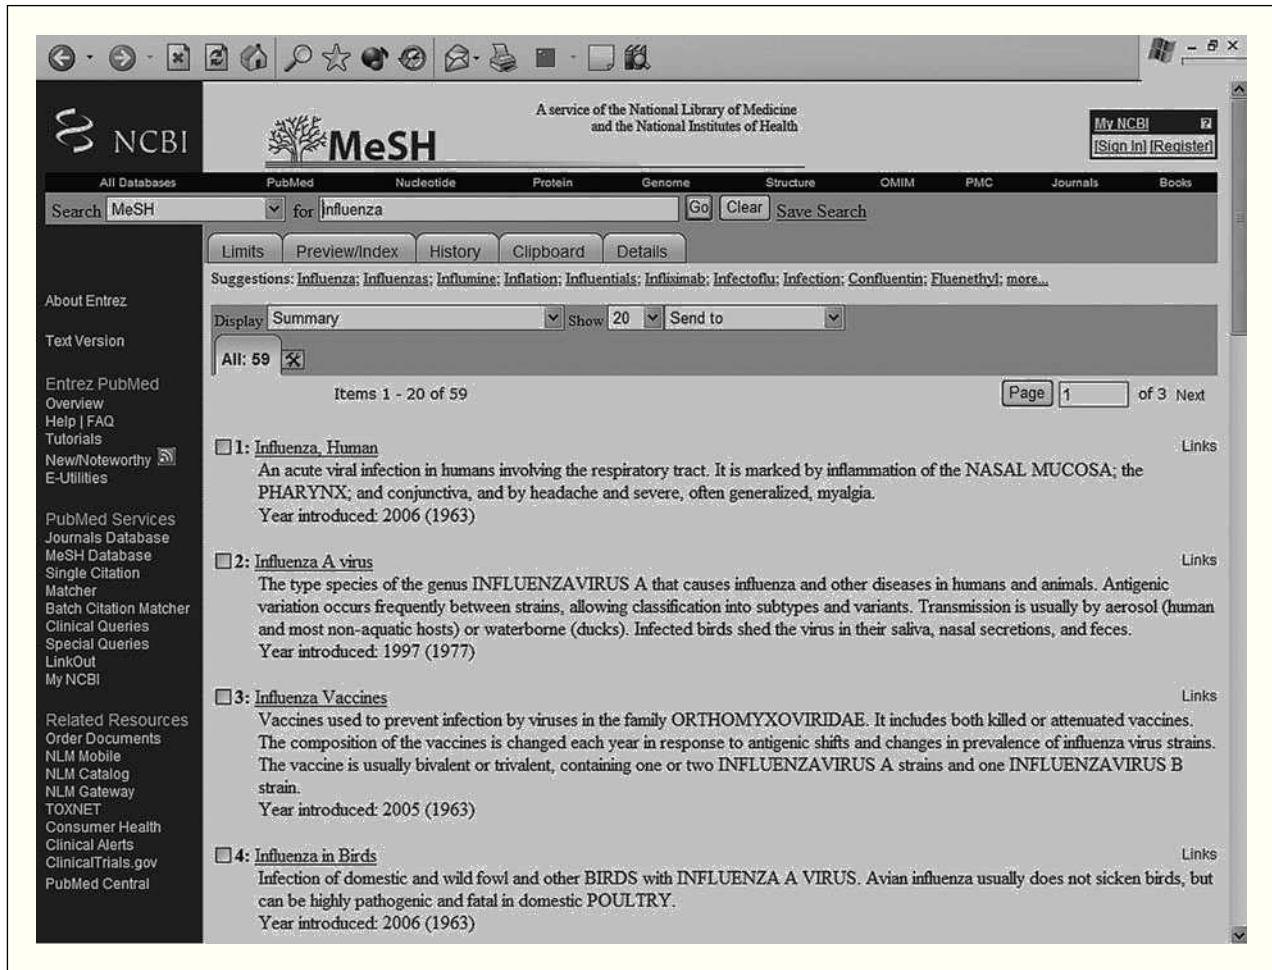 A service of the National Library of Medicine
and the National Institutes of Health
NCBI
MeSH
My NCBI ?
[Sign In] [Register]
All Databases PubMed Nucleotide Protein Genome Structure OMIM PMC Journals Books
Search MeSH for influenza Go Clear Save Search
Limits Preview/Index History Clipboard Details
Suggestions: Influenza; Influenzas; Influmine; Inflation; Influentials; Infliximab; Infectoflu; Infection; Confluentin; Fluenethyl; more...
About Entrez
Text Version
Entrez PubMed
Overview
Help | FAQ
Tutorials
New/Noteworthy
E-Utilities
PubMed Services
Journals Database
MeSH Database
Single Citation
Matcher
Batch Citation Matcher
Clinical Queries
Special Queries
LinkOut
My NCBI
Related Resources
Order Documents
NLM Mobile
NLM Catalog
NLM Gateway
TOXNET
Consumer Health
Clinical Alerts
ClinicalTrials.gov
PubMed Central
Display Summary Show 20 Send to
All: 59
Items 1 - 20 of 59
Page 1 of 3 Next
1: Influenza, Human Links
An acute viral infection in humans involving the respiratory tract. It is marked by inflammation of the NASAL MUCOSA; the
PHARYNX; and conjunctiva, and by headache and severe, often generalized, myalgia.
Year introduced: 2006 (1963)
2: Influenza A virus Links
The type species of the genus INFLUENZAVIRUS A that causes influenza and other diseases in humans and animals. Antigenic
variation occurs frequently between strains, allowing classification into subtypes and variants. Transmission is usually by aerosol (human
and most non-aquatic hosts) or waterborne (ducks). Infected birds shed the virus in their saliva, nasal secretions, and feces.
Year introduced: 1997 (1977)
3: Influenza Vaccines Links
Vaccines used to prevent infection by viruses in the family ORTHOMYXOVIRIDAE. It includes both killed or attenuated vaccines.
The composition of the vaccines is changed each year in response to antigenic shifts and changes in prevalence of influenza virus strains.
The vaccine is usually bivalent or trivalent, containing one or two INFLUENZAVIRUS A strains and one INFLUENZAVIRUS B
strain.
Year introduced: 2005 (1963)
4: Influenza in Birds Links
Infection of domestic and wild fowl and other BIRDS with INFLUENZA A VIRUS. Avian influenza usually does not sicken birds, but
can be highly pathogenic and fatal in domestic POULTRY.
Year introduced: 2006 (1963)